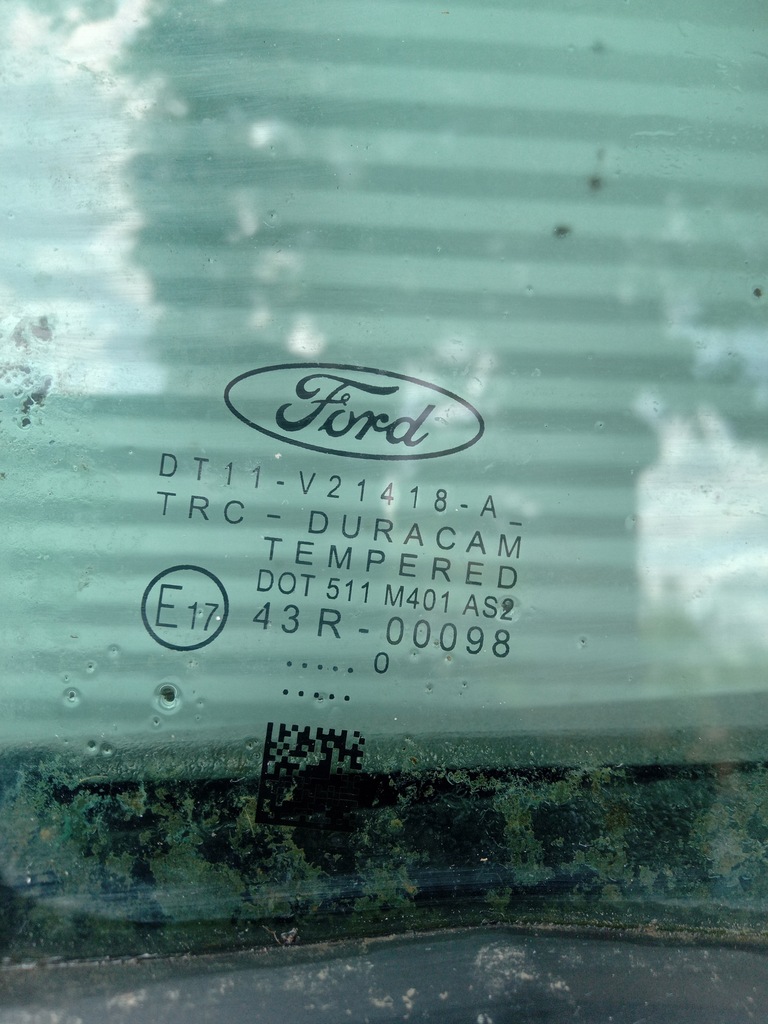 Ford
DT11-V21418-A-
TRC - DURACAM
TEMPERED
DOT 511 M401 AS2
E17 43R-00098
..... 0
.....